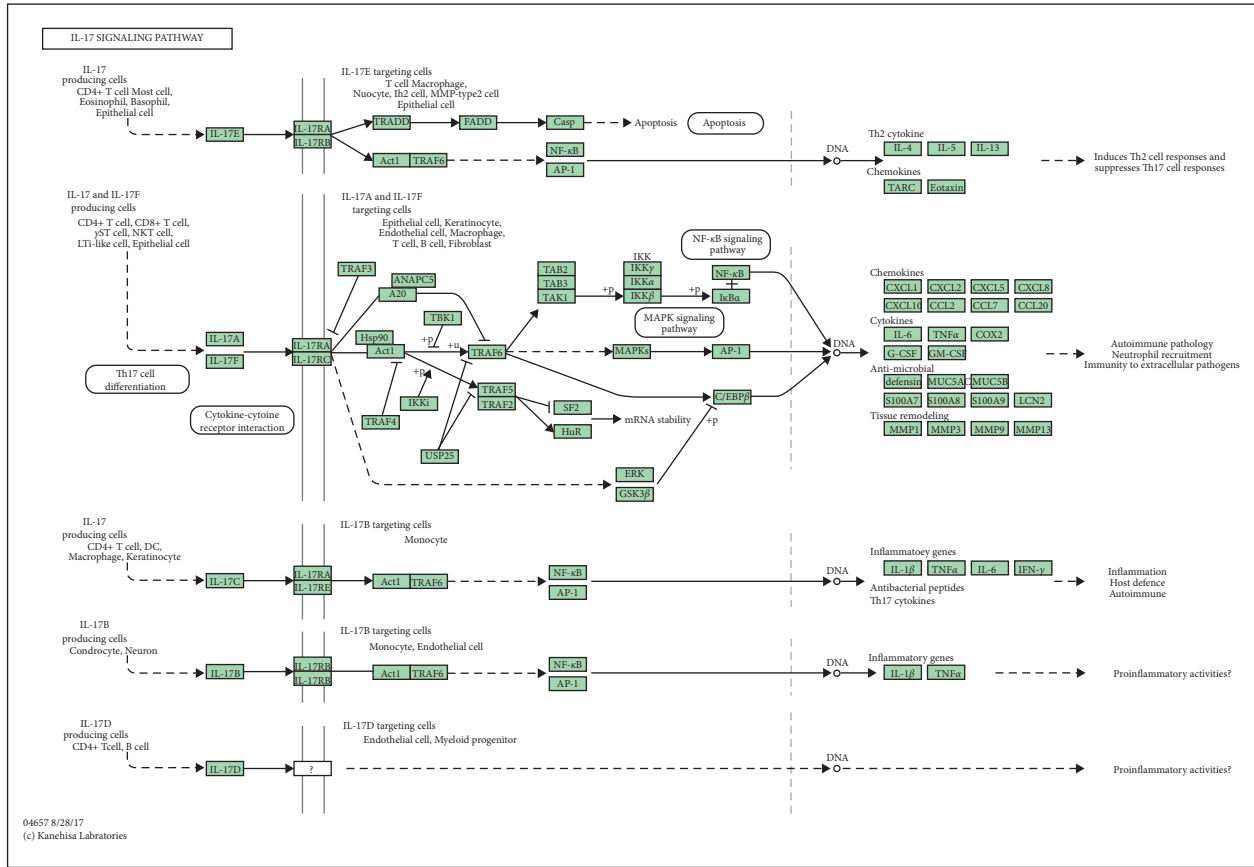 IL-17 SIGNALING PATHWAY
IL-17
producing cells
CD4+ T cell Most cell,
Eosinophil, Basophil,
Epithelial cell
IL-17E
IL-17RA
IL-17RB
IL-17E targeting cells
T cell Macrophage,
Nuocyte, Ih2 cell, MMP-type2 cell
Epithelial cell
TRADD
FADD
Casp
Apoptosis
Apoptosis
Act1
TRAF6
NF-κB
AP-1
DNA
Th2 cytokine
IL-4
IL-5
IL-13
Chemokines
TARC
Eotaxin
Induces Th2 cell responses and
suppresses Th17 cell responses
IL-17 and IL-17F
producing cells
CD4+ T cell, CD8+ T cell,
γST cell, NKT cell,
LTi-like cell, Epithelial cell
IL-17A
IL-17F
Th17 cell
differentiation
IL-17RA
IL-17RC
Cytokine-cytoine
receptor interaction
IL-17A and IL-17F
targeting cells
Epithelial cell, Keratinocyte,
Endothelial cell, Macrophage,
T cell, B cell, Fibroblast
TRAF3
ANAPC5
A20
TBK1
Hsp90
Act1
+p
+u
TRAF6
+p
IKKi
TRAF4
TRAF5
TRAF2
USP25
SF2
HuR
mRNA stability
TAB2
TAB3
TAK1
+p
IKK
IKKγ
IKKα
IKKβ
+p
NF-κB signaling
pathway
NF-κB
IκBα
MAPK signaling
pathway
MAPKs
AP-1
C/EBPβ
+p
ERK
GSK3β
DNA
Chemokines
CXCL1
CXCL2
CXCL5
CXCL8
CXCL10
CCL2
CCL7
CCL20
Cytokines
IL-6
TNFα
COX2
G-CSF
GM-CSF
Anti-microbial
defensin
MUC5AC
MUC5B
S100A7
S100A8
S100A9
LCN2
Tissue remodeling
MMP1
MMP3
MMP9
MMP13
Autoimmune pathology
Neutrophil recruitment
Immunity to extracellular pathogens
IL-17
producing cells
CD4+ T cell, DC,
Macrophage, Keratinocyte
IL-17C
IL-17RA
IL-17RE
IL-17B targeting cells
Monocyte
Act1
TRAF6
NF-κB
AP-1
DNA
Inflammatoey genes
IL-1β
TNFα
IL-6
IFN-γ
Antibacterial peptides
Th17 cytokines
Inflammation
Host defence
Autoimmune
IL-17B
producing cells
Condrocyte, Neuron
IL-17B
IL-17RB
IL-17RB
IL-17B targeting cells
Monocyte, Endothelial cell
Act1
TRAF6
NF-κB
AP-1
DNA
Inflammatory genes
IL-1β
TNFα
Proinflammatory activities?
IL-17D
producing cells
CD4+ Tcell, B cell
IL-17D
?
IL-17D targeting cells
Endothelial cell, Myeloid progenitor
DNA
Proinflammatory activities?
04657 8/28/17
(c) Kanehisa Labratories